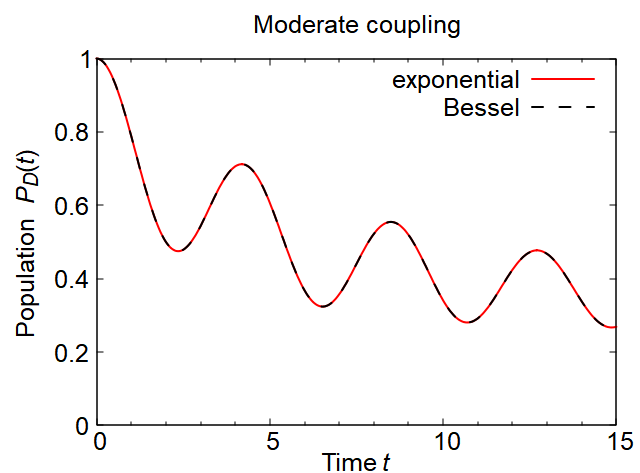 Moderate coupling
1
0.8
0.6
0.4
0.2
0
0
5
10
15
exponential
Bessel
Population P_D(t)
Time t